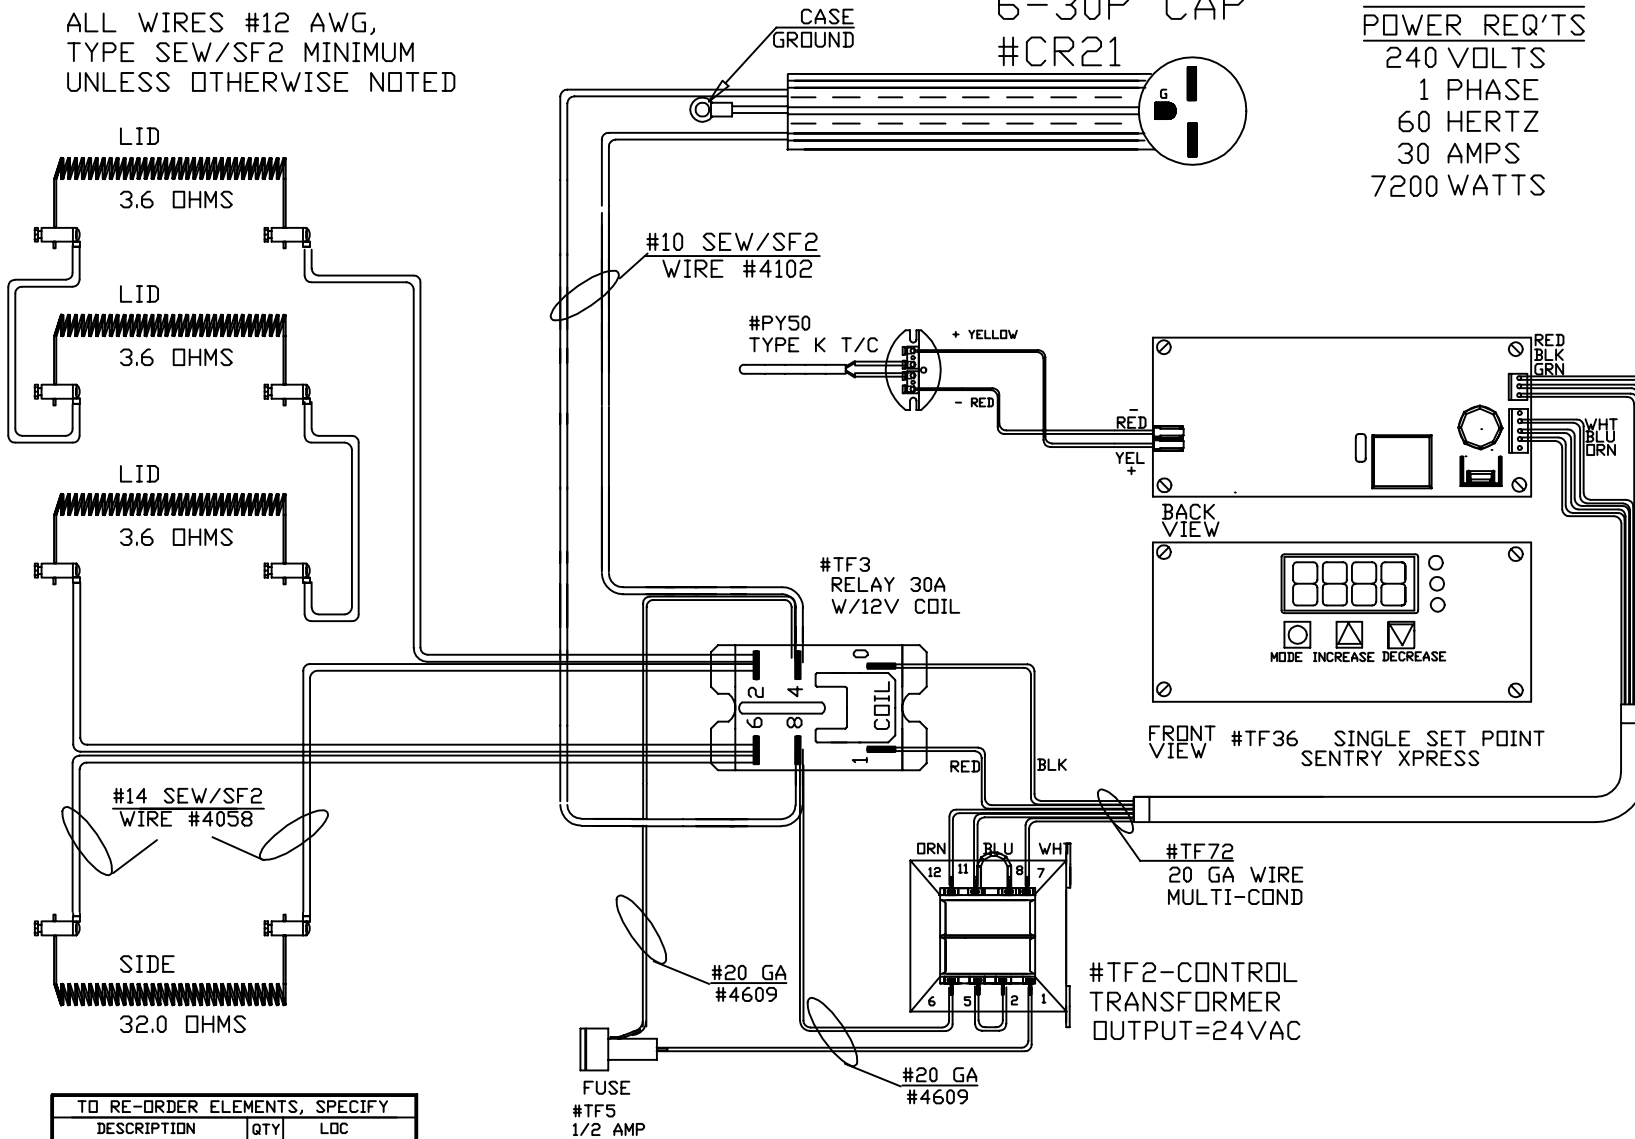 ALL WIRES #12 AWG,
TYPE SEW/SF2 MINIMUM
UNLESS OTHERWISE NOTED
CASE
GROUND
6-30P CAP
#CR21
G
POWER REQ'TS
240 VOLTS
1 PHASE
60 HERTZ
30 AMPS
7200 WATTS
LID
3.6 OHMS
LID
3.6 OHMS
LID
3.6 OHMS
#10 SEW/SF2
WIRE #4102
#PY50
TYPE K T/C
+ YELLOW
- RED
-
RED
YEL
+
RED
BLK
GRN
WHT
BLU
ORN
BACK
VIEW
#TF3
RELAY 30A
W/12V COIL
MODE INCREASE DECREASE
FRONT
VIEW
#TF36 SINGLE SET POINT
SENTRY XPRESS
2 4 0
COIL
6 8 1
RED
BLK
#14 SEW/SF2
WIRE #4058
ORN BLU WHT
12 11 8 7
#TF72
20 GA WIRE
MULTI-COND
SIDE
32.0 OHMS
#20 GA
#4609
6 5 2 1
#TF2-CONTROL
TRANSFORMER
OUTPUT=24VAC
FUSE
#TF5
1/2 AMP
#20 GA
#4609
TO RE-ORDER ELEMENTS, SPECIFY
DESCRIPTION QTY LOC